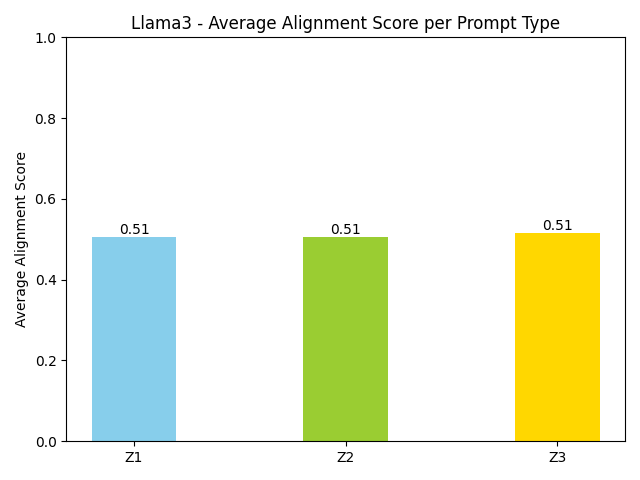 Llama3 - Average Alignment Score per Prompt Type
Average Alignment Score
1.0
0.8
0.6
0.4
0.2
0.0
0.51
0.51
0.51
Z1
Z2
Z3